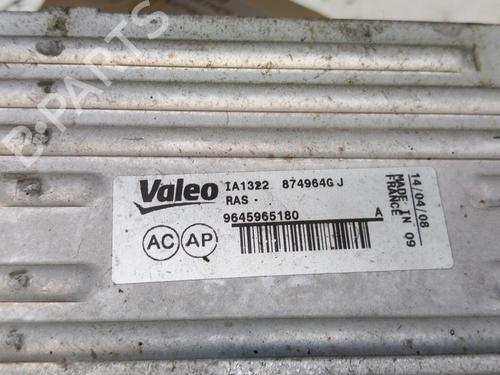 B-PARTS
Valeo IA1322 874964G J
RAS -
9645965180 A
AC AP
14/04/08
MADE IN 09
FRANCE